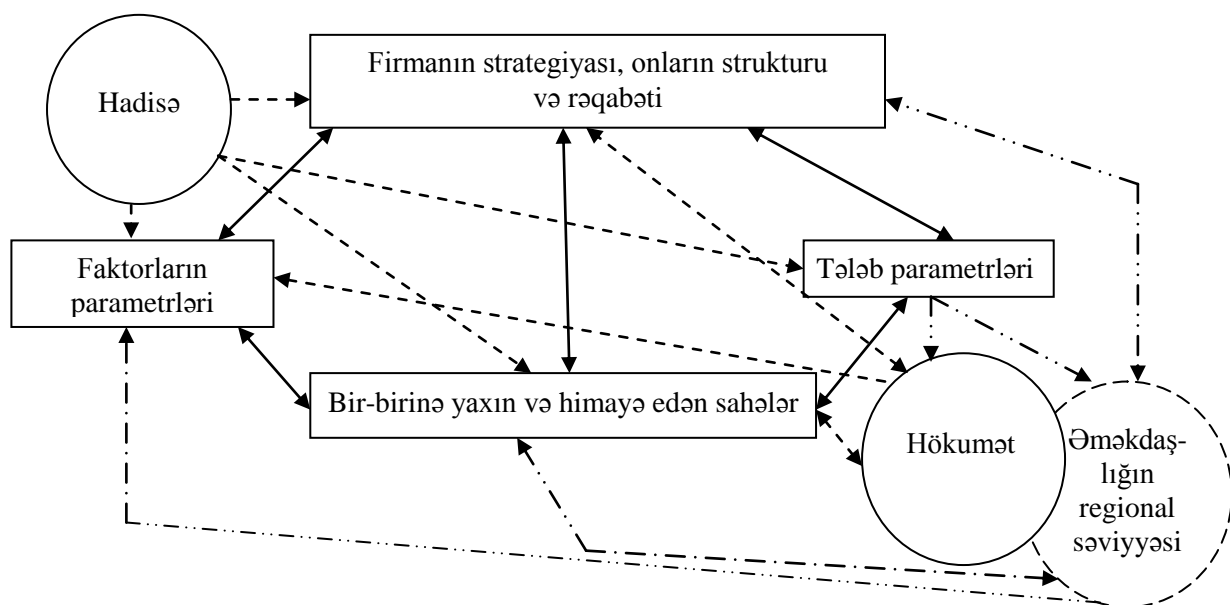 Hadisə
Firmanın strategiyası, onların strukturu
və rəqabəti
Faktorların
parametrləri
Tələb parametrləri
Bir-birinə yaxın və himayə edən sahələr
Hökumət
Əməkdaş-
lığın
regional
səviyyəsi